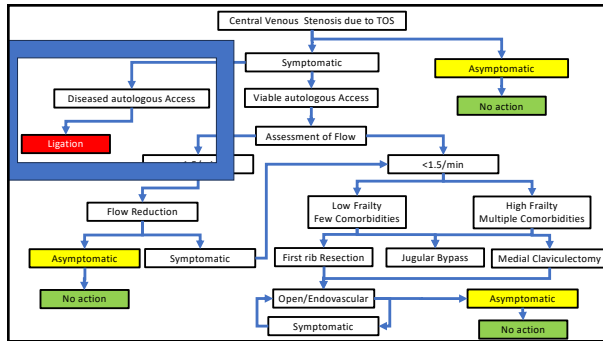 Central Venous Stenosis due to TOS
Symptomatic
Asymptomatic
Diseased autologous Access
Viable autologous Access
No action
Ligation
Assessment of Flow
<1.5/min
Flow Reduction
Low Frailty
Few Comorbidities
High Frailty
Multiple Comorbidities
Asymptomatic
Symptomatic
First rib Resection
Jugular Bypass
Medial Claviculectomy
No action
Open/Endovascular
Asymptomatic
Symptomatic
No action